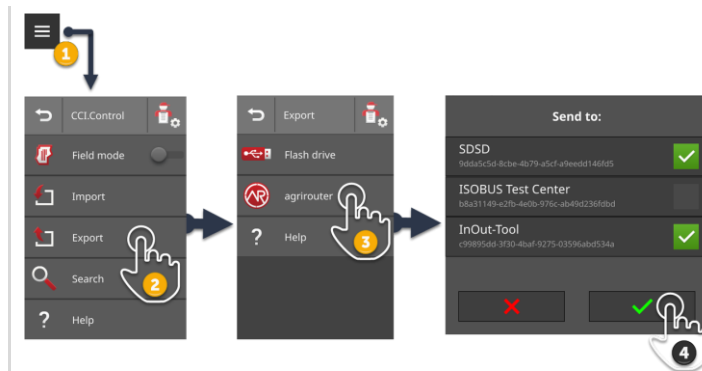 1
CCI.Control
Field mode
Import
Export
2
Search
Help
Export
Flash drive
agrirouter
3
Help
Send to:
SDSD
9dda5c5d-8cbe-4b79-a5cf-a9eedd146fd5
ISOBUS Test Center
b8a31149-e2fb-4e0b-976c-ab49d236fdbd
InOut-Tool
c99895dd-3f30-4baf-9275-03596abd534a
4